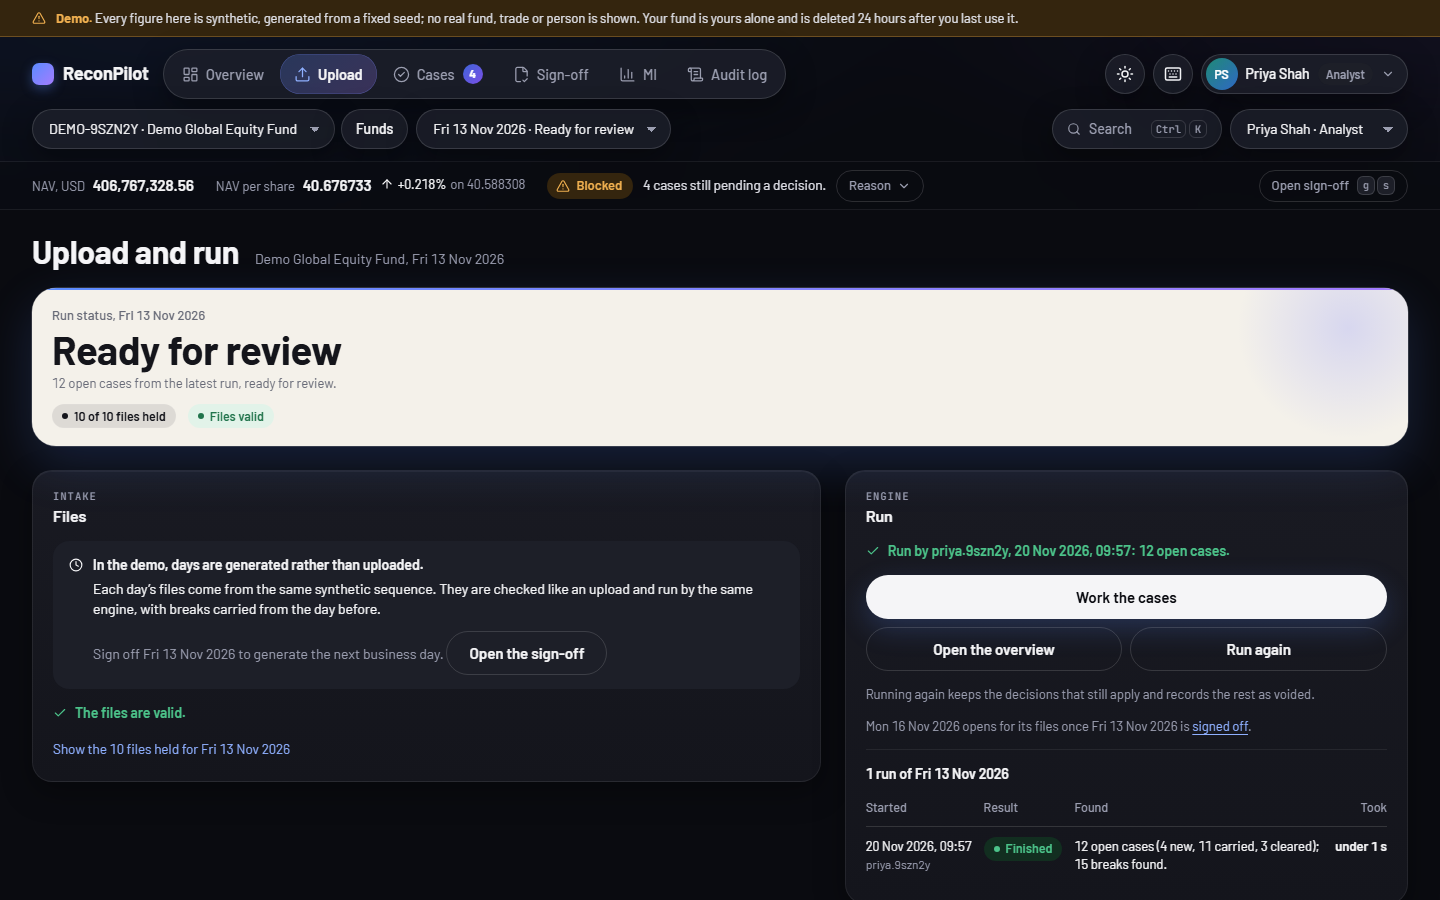 Demo. Every figure here is synthetic, generated from a fixed seed; no real fund, trade or person is shown. Your fund is yours alone and is deleted 24 hours after you last use it.
ReconPilot
Overview
Upload
Cases 4
Sign-off
MI
Audit log
PS Priya Shah Analyst
DEMO-9SZN2Y · Demo Global Equity Fund
Funds
Fri 13 Nov 2026 · Ready for review
Search Ctrl K
Priya Shah · Analyst
NAV, USD 406,767,328.56
NAV per share 40.676733 ↑ +0.218% on 40.588308
Blocked
4 cases still pending a decision.
Reason
Open sign-off g s
Upload and run
Demo Global Equity Fund, Fri 13 Nov 2026
Run status, Fri 13 Nov 2026
Ready for review
12 open cases from the latest run, ready for review.
10 of 10 files held
Files valid
INTAKE
Files
In the demo, days are generated rather than uploaded.
Each day’s files come from the same synthetic sequence. They are checked like an upload and run by the same
engine, with breaks carried from the day before.
Sign off Fri 13 Nov 2026 to generate the next business day.
Open the sign-off
The files are valid.
Show the 10 files held for Fri 13 Nov 2026
ENGINE
Run
Run by priya.9szn2y, 20 Nov 2026, 09:57: 12 open cases.
Work the cases
Open the overview
Run again
Running again keeps the decisions that still apply and records the rest as voided.
Mon 16 Nov 2026 opens for its files once Fri 13 Nov 2026 is signed off.
1 run of Fri 13 Nov 2026
Started Result Found Took
20 Nov 2026, 09:57 Finished 12 open cases (4 new, 11 carried, 3 cleared); under 1 s
priya.9szn2y 15 breaks found.